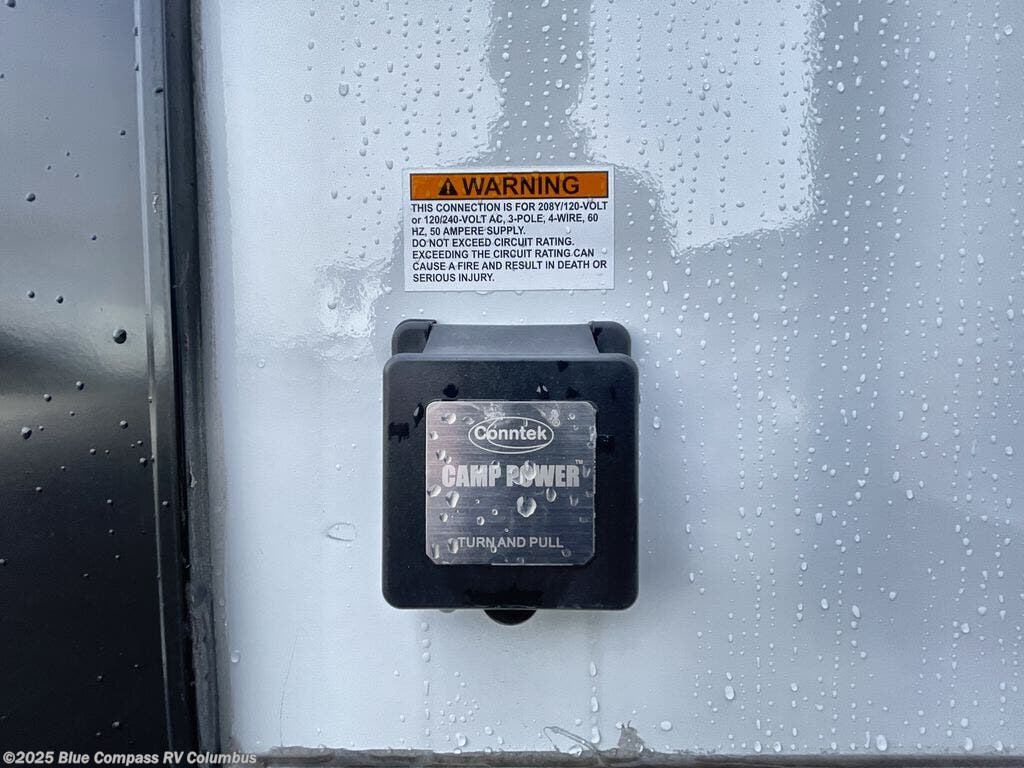 WARNING
THIS CONNECTION IS FOR 208Y/120-VOLT
or 120/240-VOLT AC, 3-POLE, 4-WIRE, 60
HZ, 50 AMPERE SUPPLY.
DO NOT EXCEED CIRCUIT RATING.
EXCEEDING THE CIRCUIT RATING CAN
CAUSE A FIRE AND RESULT IN DEATH OR
SERIOUS INJURY.
Conntek
CAMP POWER™
TURN AND PULL
©2025 Blue Compass RV Columbus